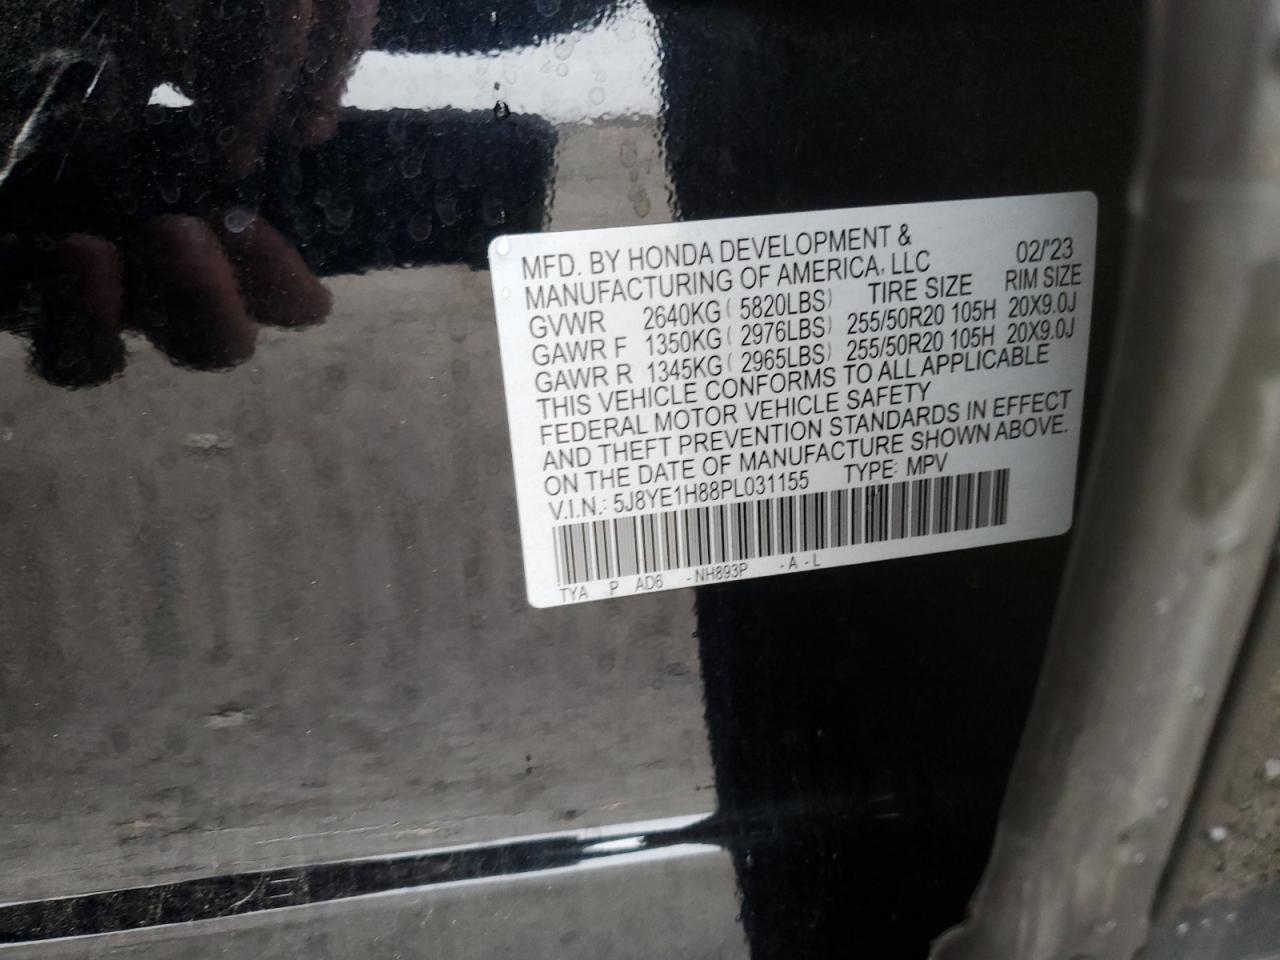 MFD. BY HONDA DEVELOPMENT & 02/'23
MANUFACTURING OF AMERICA, LLC
TIRE SIZE RIM SIZE
GVWR 2640KG( 5820LBS)
GAWR F 1350KG( 2976LBS) 255/50R20 105H 20X9.0J
GAWR R 1345KG( 2965LBS) 255/50R20 105H 20X9.0J
THIS VEHICLE CONFORMS TO ALL APPLICABLE
FEDERAL MOTOR VEHICLE SAFETY
AND THEFT PREVENTION STANDARDS IN EFFECT
ON THE DATE OF MANUFACTURE SHOWN ABOVE.
V.I.N.: 5J8YE1H88PL031155 TYPE: MPV
TYA P AD6 -NH893P -A-L